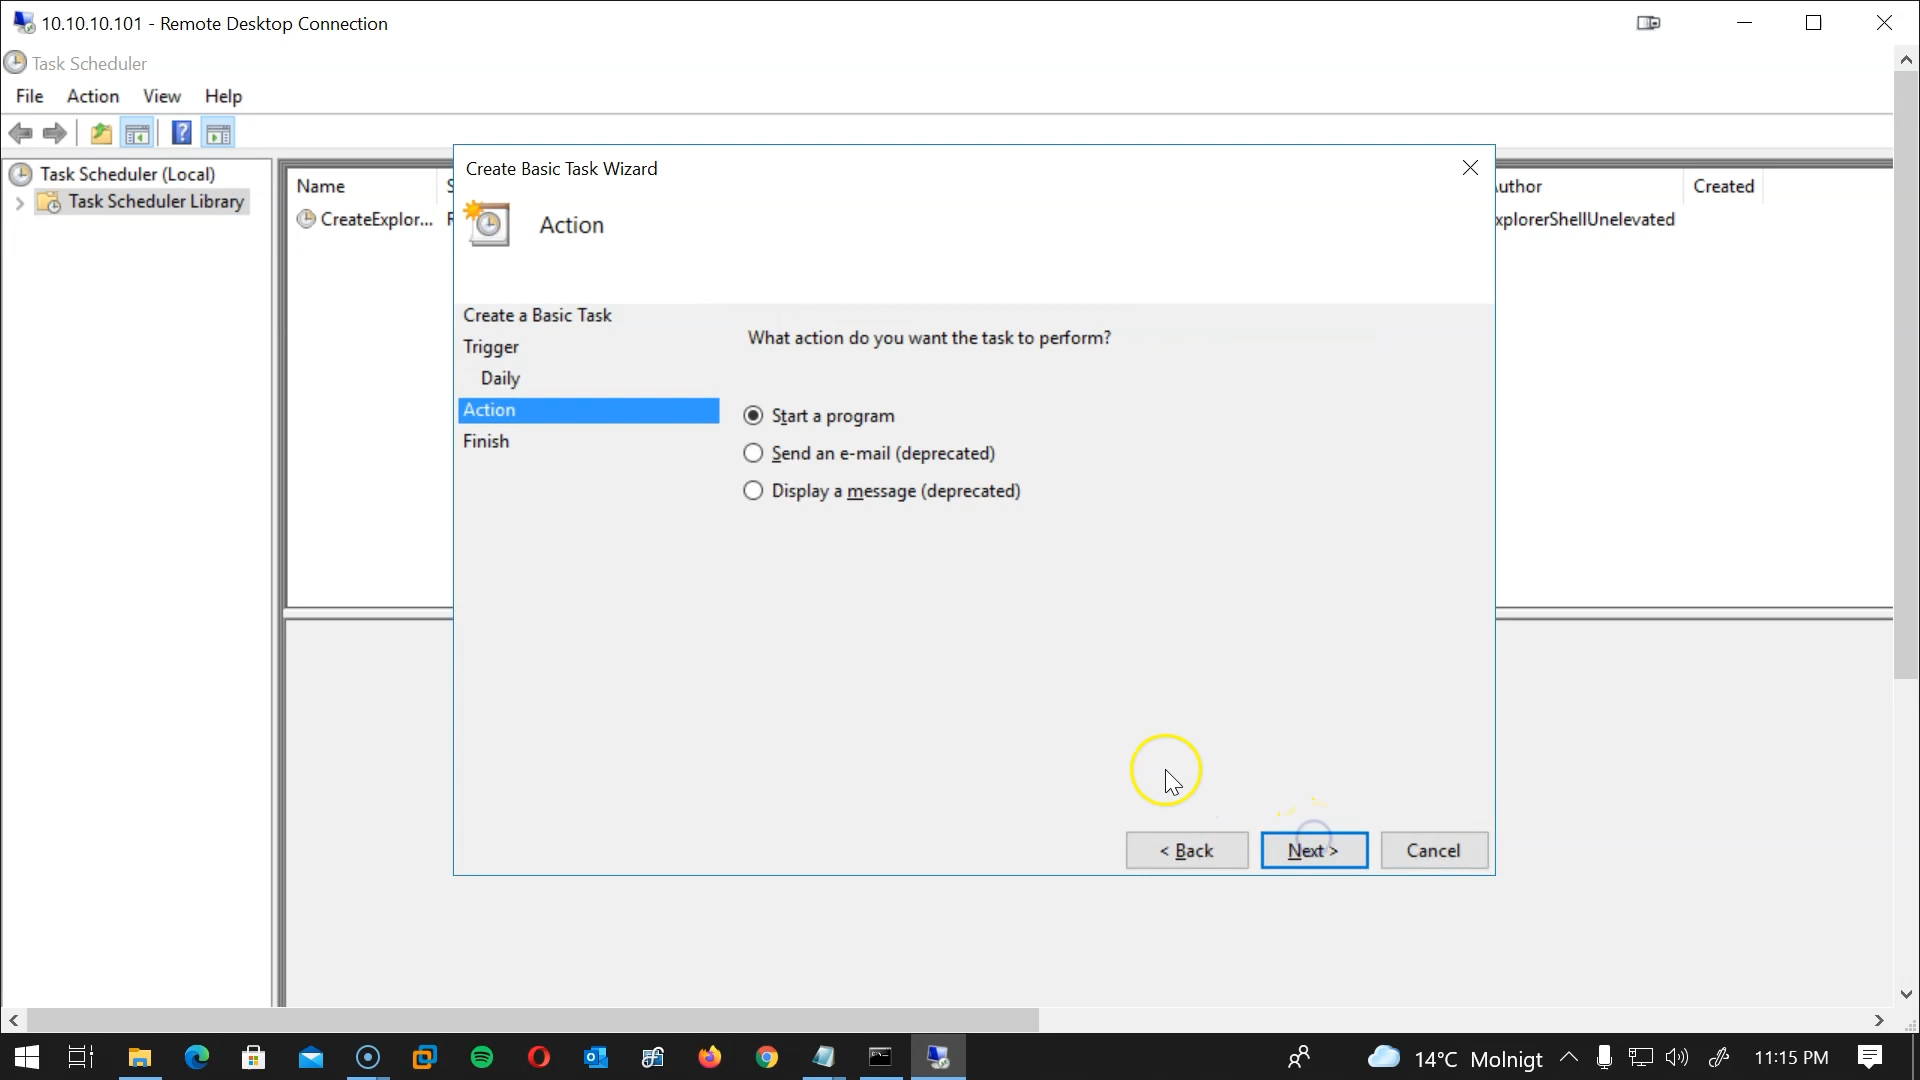 10.10.10.101 - Remote Desktop Connection
Task Scheduler
File Action View Help
Task Scheduler (Local)
Task Scheduler Library
Name
Author Created
CreateExplor...
xplorerShellUnelevated
Create Basic Task Wizard
Action
Create a Basic Task
Trigger
Daily
Action
Finish
What action do you want the task to perform?
Start a program
Send an e-mail (deprecated)
Display a message (deprecated)
< Back Next > Cancel
14°C Molnigt 11:15 PM